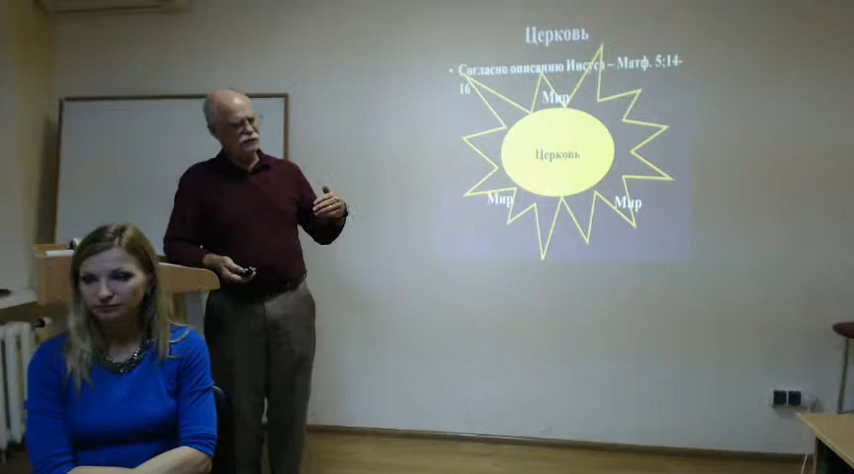 Церковь
• Согласно описанию Иисуса – Матф. 5:14-
16
Мир
Церковь
Мир
Мир